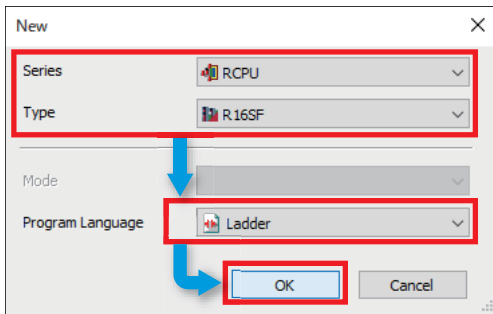 New
Series RCPU
Type R16SF
Mode
Program Language Ladder
OK Cancel